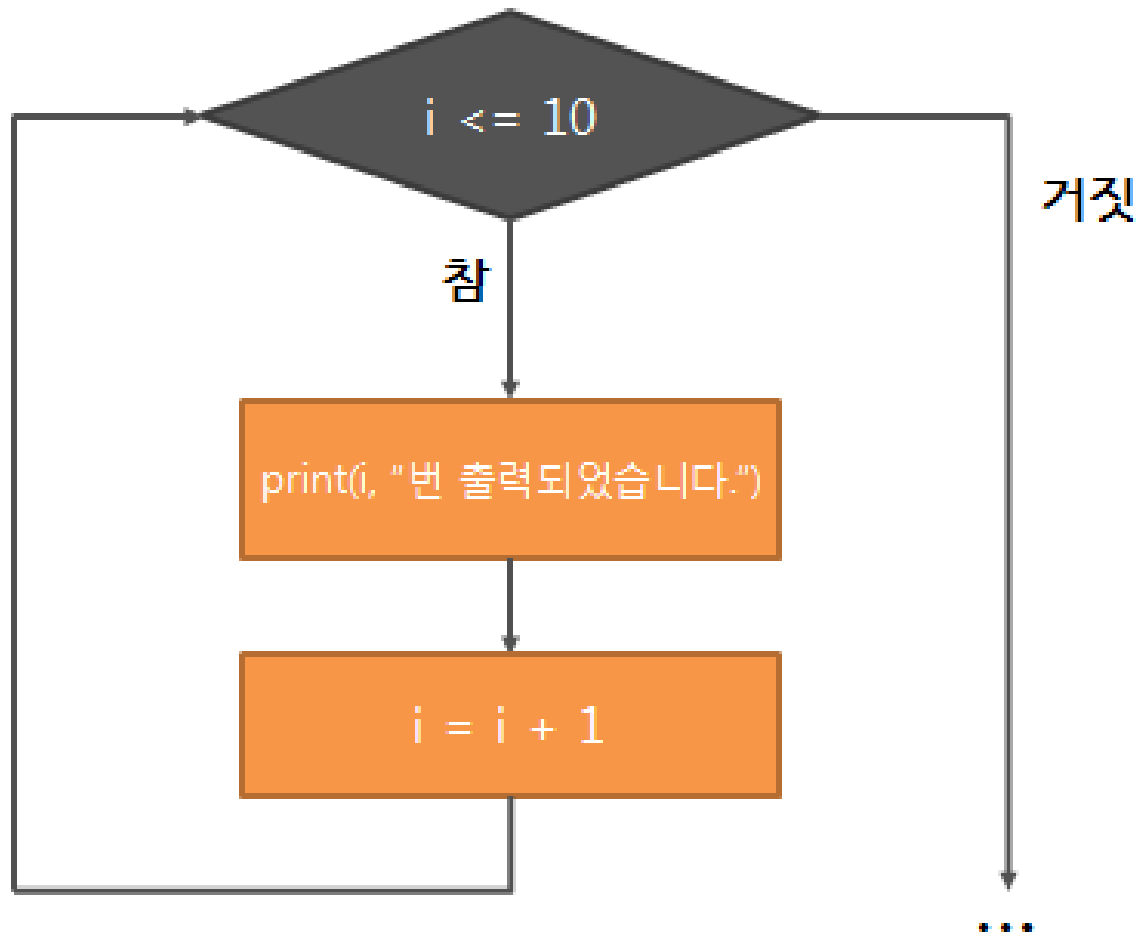 i <= 10
거짓
참
print(i, “번 출력되었습니다.”)
i = i + 1
...